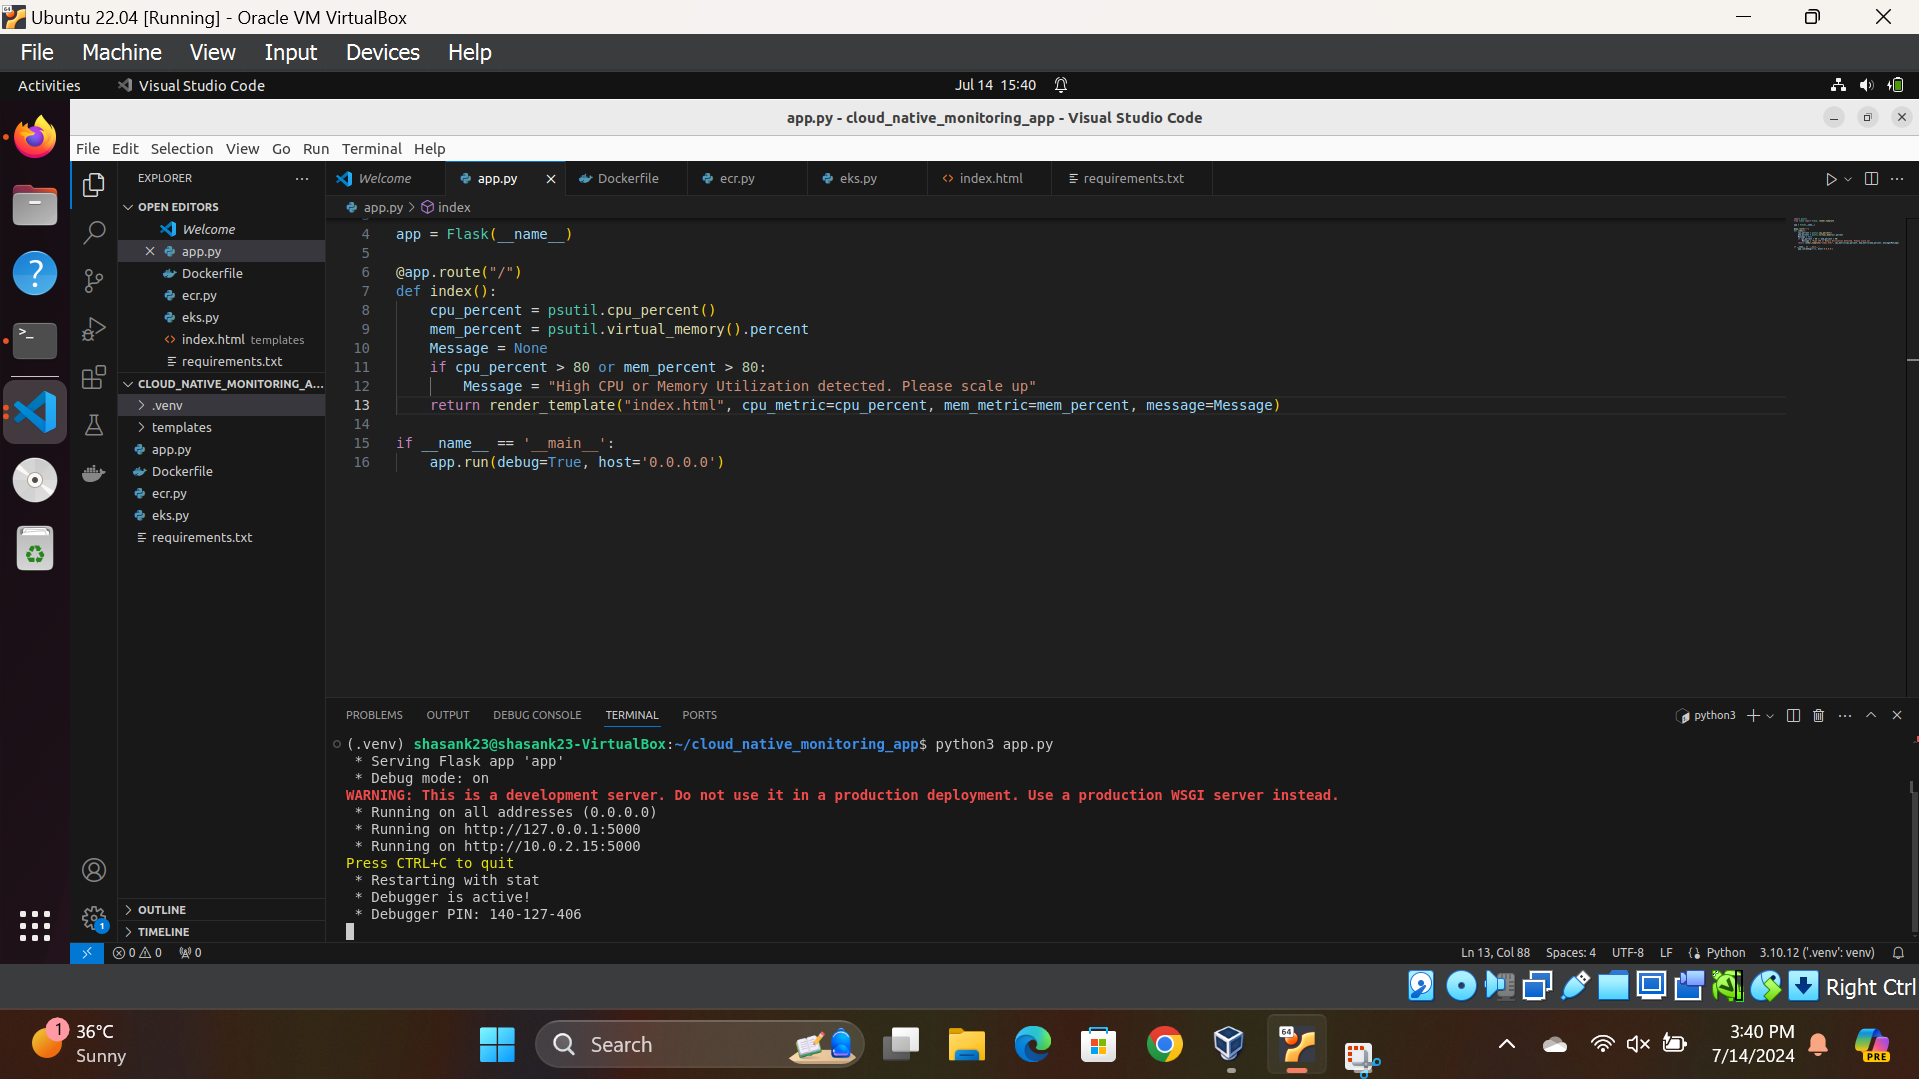 Ubuntu 22.04 [Running] - Oracle VM VirtualBox
File Machine View Input Devices Help
Activities Visual Studio Code Jul 14 15:40
app.py - cloud_native_monitoring_app - Visual Studio Code
File Edit Selection View Go Run Terminal Help
EXPLORER
Welcome app.py Dockerfile ecr.py eks.py index.html requirements.txt
OPEN EDITORS
Welcome
app.py
Dockerfile
ecr.py
eks.py
index.html templates
requirements.txt
CLOUD_NATIVE_MONITORING_A...
.venv
templates
app.py
Dockerfile
ecr.py
eks.py
requirements.txt
OUTLINE
TIMELINE
app.py > index
4 app = Flask(__name__)
5
6 @app.route("/")
7 def index():
8 cpu_percent = psutil.cpu_percent()
9 mem_percent = psutil.virtual_memory().percent
10 Message = None
11 if cpu_percent > 80 or mem_percent > 80:
12 Message = "High CPU or Memory Utilization detected. Please scale up"
13 return render_template("index.html", cpu_metric=cpu_percent, mem_metric=mem_percent, message=Message)
14
15 if __name__ == '__main__':
16 app.run(debug=True, host='0.0.0.0')
PROBLEMS OUTPUT DEBUG CONSOLE TERMINAL PORTS
python3
(.venv) shasank23@shasank23-VirtualBox:~/cloud_native_monitoring_app$ python3 app.py
* Serving Flask app 'app'
* Debug mode: on
WARNING: This is a development server. Do not use it in a production deployment. Use a production WSGI server instead.
* Running on all addresses (0.0.0.0)
* Running on http://127.0.0.1:5000
* Running on http://10.0.2.15:5000
Press CTRL+C to quit
* Restarting with stat
* Debugger is active!
* Debugger PIN: 140-127-406
1
0 0 0 Ln 13, Col 88 Spaces: 4 UTF-8 LF Python 3.10.12 ('.venv': venv)
Right Ctrl
1
36°C
Sunny
Search
64
3:40 PM
7/14/2024
PRE